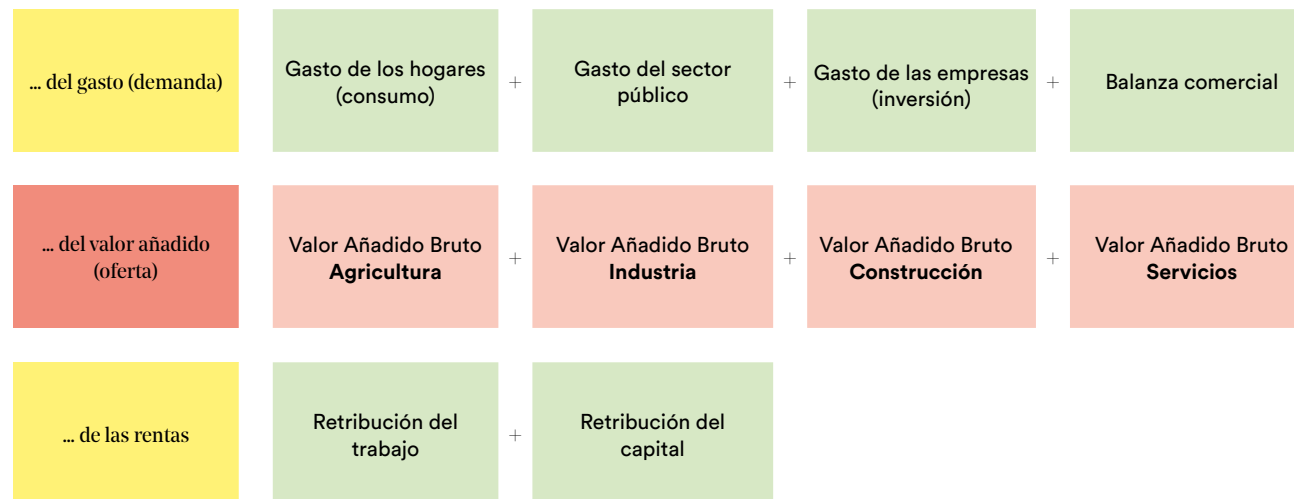 ... del gasto (demanda)
Gasto de los hogares
(consumo)
+
Gasto del sector
público
+
Gasto de las empresas
(inversión)
+
Balanza comercial
... del valor añadido
(oferta)
Valor Añadido Bruto
Agricultura
+
Valor Añadido Bruto
Industria
+
Valor Añadido Bruto
Construcción
+
Valor Añadido Bruto
Servicios
... de las rentas
Retribución del
trabajo
+
Retribución del
capital